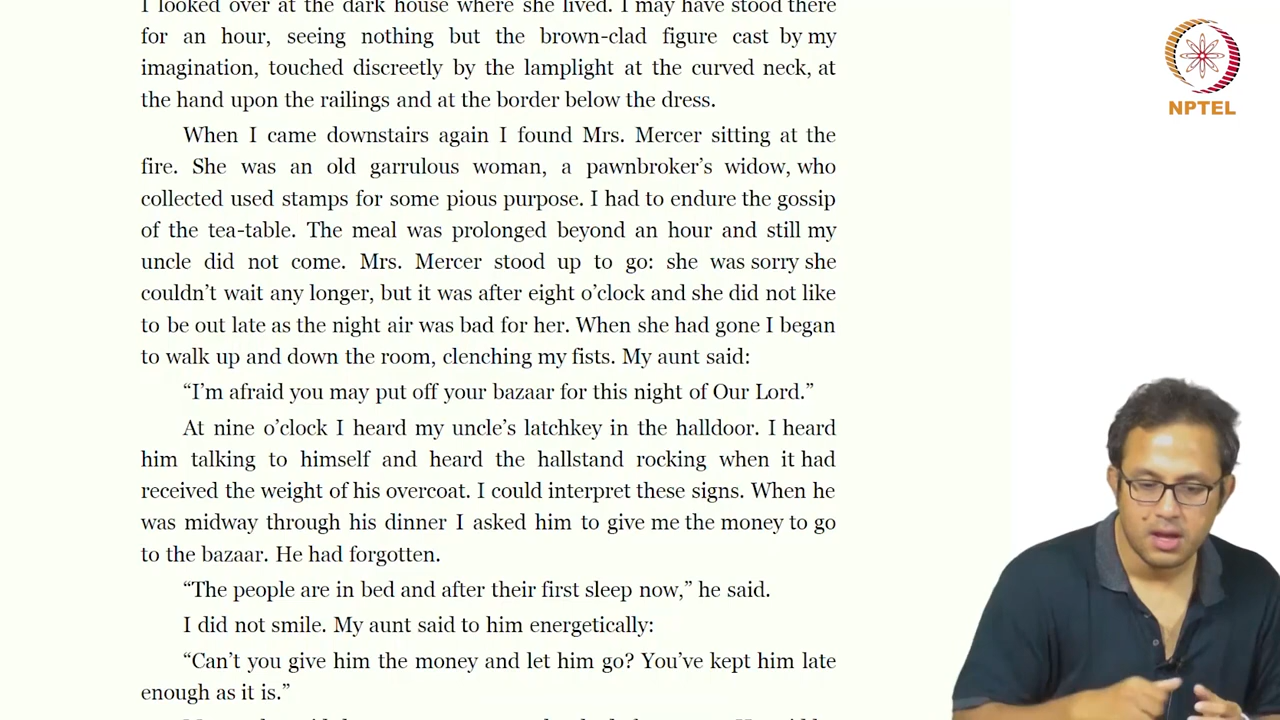 I looked over at the dark house where she lived. I may have stood there
for an hour, seeing nothing but the brown-clad figure cast by my
imagination, touched discreetly by the lamplight at the curved neck, at
the hand upon the railings and at the border below the dress.
When I came downstairs again I found Mrs. Mercer sitting at the
fire. She was an old garrulous woman, a pawnbroker’s widow, who
collected used stamps for some pious purpose. I had to endure the gossip
of the tea-table. The meal was prolonged beyond an hour and still my
uncle did not come. Mrs. Mercer stood up to go: she was sorry she
couldn’t wait any longer, but it was after eight o’clock and she did not like
to be out late as the night air was bad for her. When she had gone I began
to walk up and down the room, clenching my fists. My aunt said:
“I’m afraid you may put off your bazaar for this night of Our Lord.”
At nine o’clock I heard my uncle’s latchkey in the halldoor. I heard
him talking to himself and heard the hallstand rocking when it had
received the weight of his overcoat. I could interpret these signs. When he
was midway through his dinner I asked him to give me the money to go
to the bazaar. He had forgotten.
“The people are in bed and after their first sleep now,” he said.
I did not smile. My aunt said to him energetically:
“Can’t you give him the money and let him go? You’ve kept him late
enough as it is.”
NPTEL